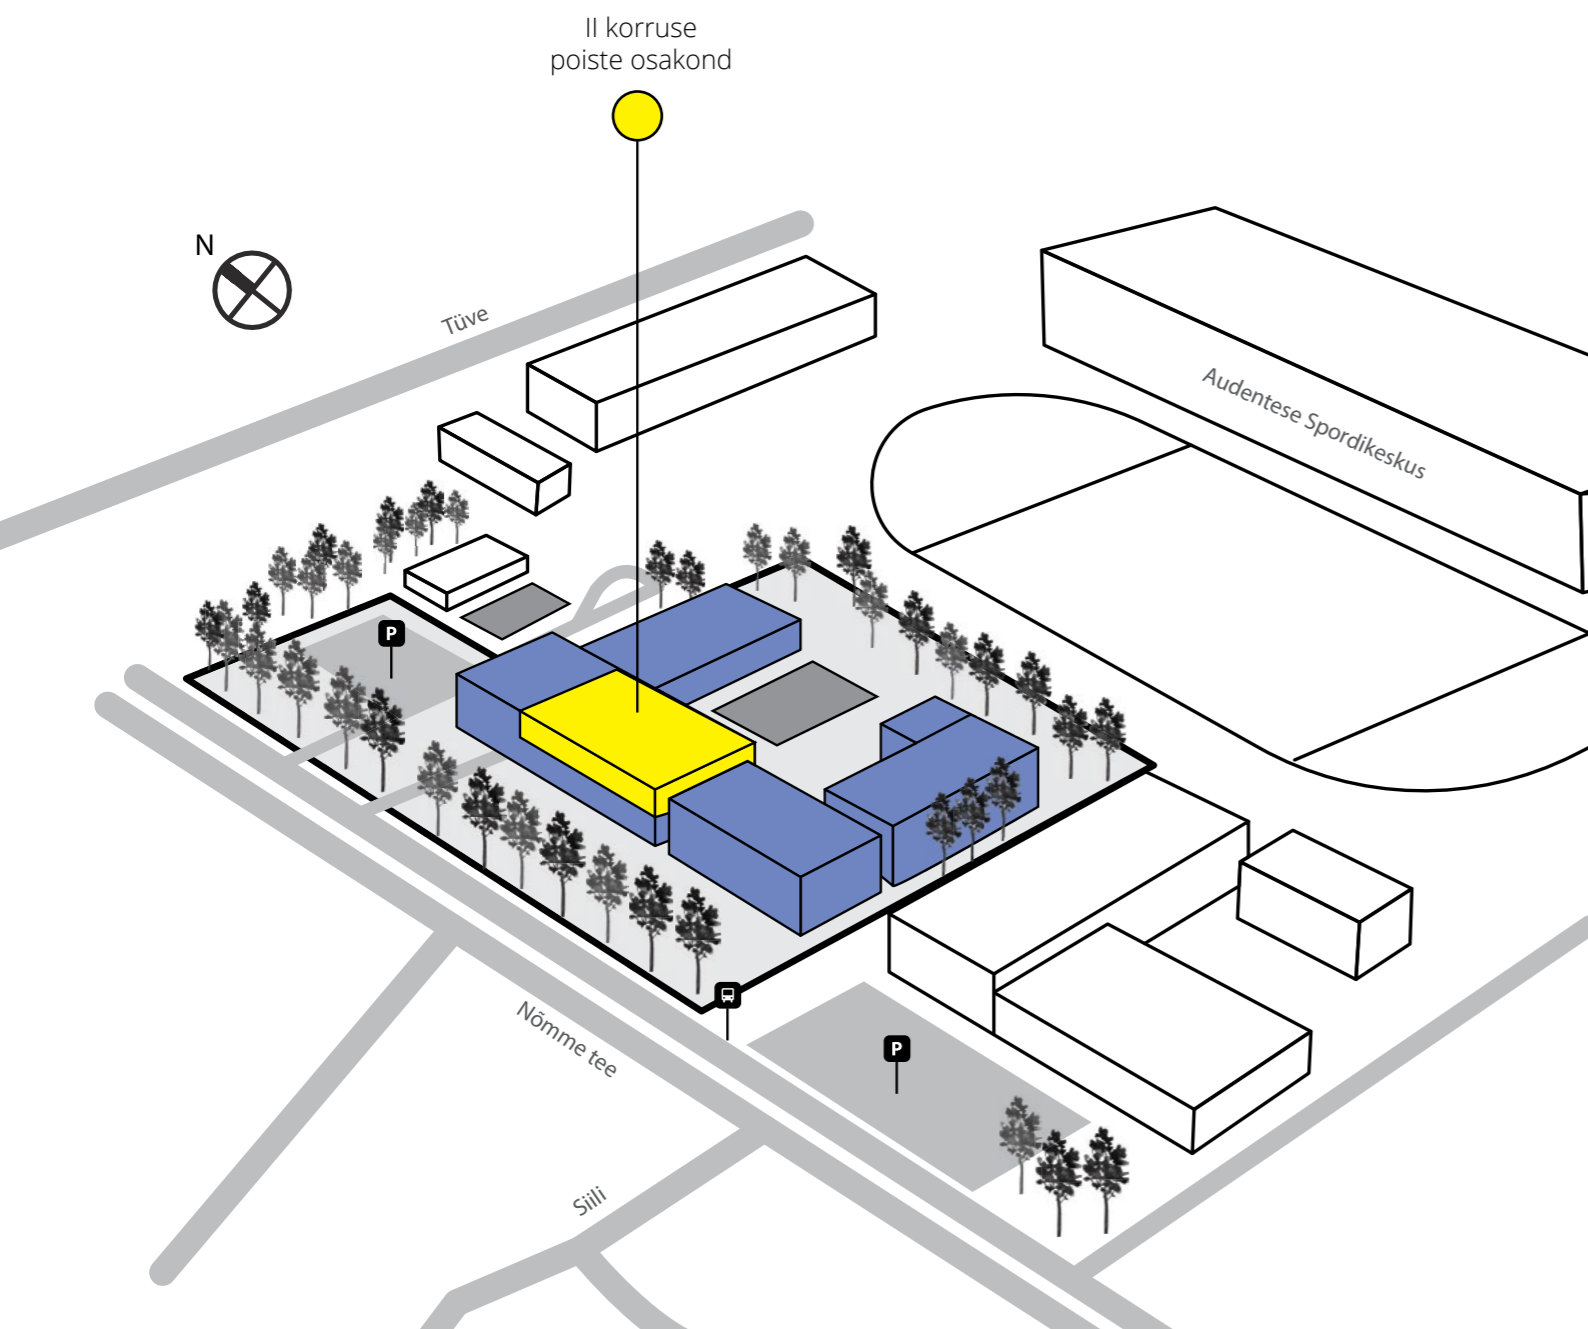 II korruse
poiste osakond
N
Tüve
Audentese Spordikeskus
P
Nõmme tee
P
Siili